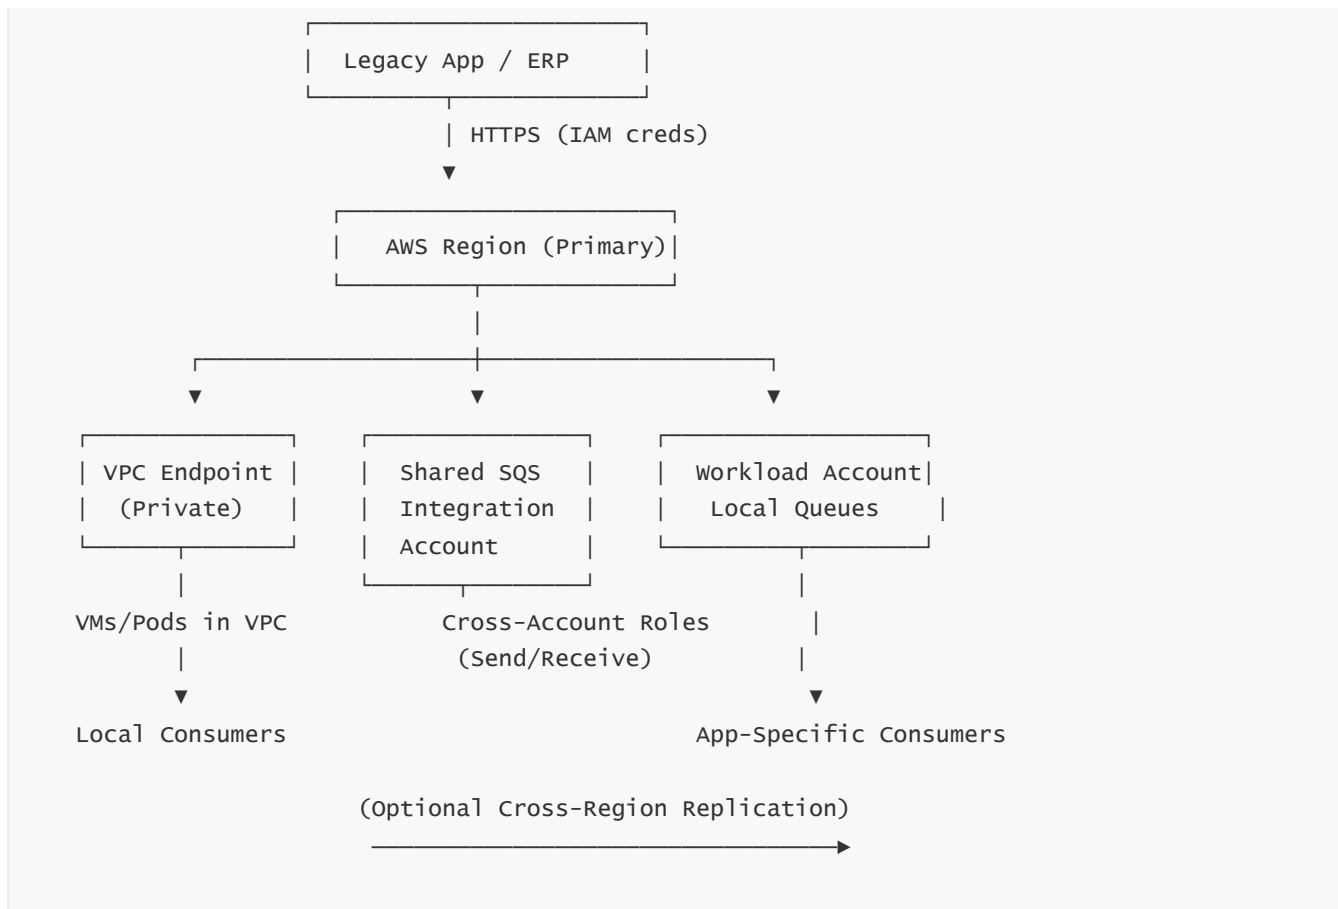 Legacy App / ERP
HTTPS (IAM creds)
AWS Region (Primary)
VPC Endpoint Shared SQS Workload Account
(Private) Integration Local Queues
Account
VMs/Pods in VPC Cross-Account Roles
(Send/Receive)
Local Consumers App-Specific Consumers
(Optional Cross-Region Replication)